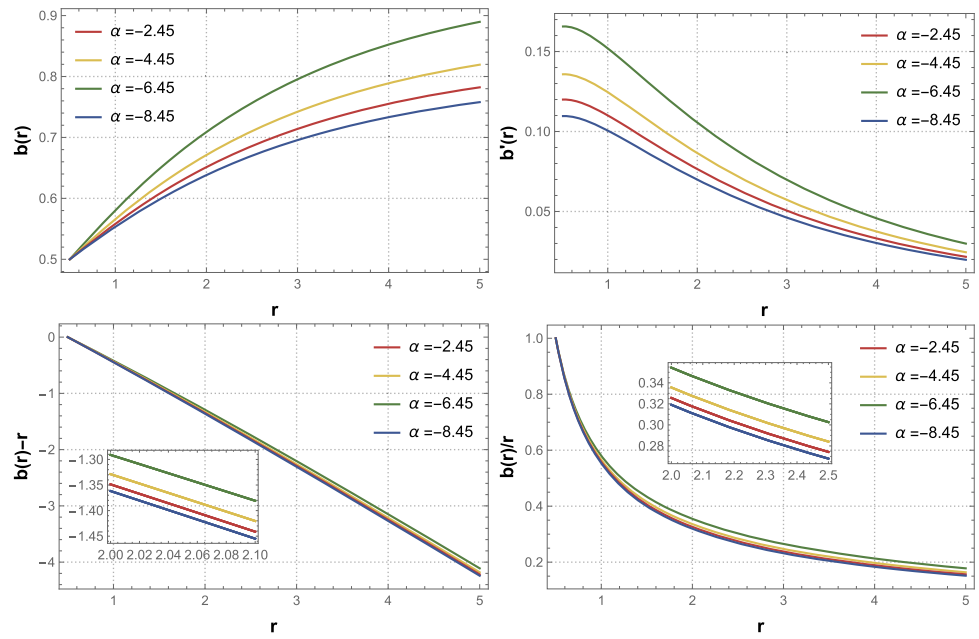 0.9
0.8
0.7
0.6
0.5
b(r)
α =−2.45
α =−4.45
α =−6.45
α =−8.45
1 2 3 4 5
r
0.15
0.10
0.05
b'(r)
α =−2.45
α =−4.45
α =−6.45
α =−8.45
1 2 3 4 5
r
0
−1
−2
−3
−4
b(r)−r
α =−2.45
α =−4.45
α =−6.45
α =−8.45
−1.30
−1.35
−1.40
−1.45
2.00 2.02 2.04 2.06 2.08 2.10
1 2 3 4 5
r
1.0
0.8
0.6
0.4
0.2
b(r)/r
α =−2.45
α =−4.45
α =−6.45
α =−8.45
0.34
0.32
0.30
0.28
2.0 2.1 2.2 2.3 2.4 2.5
1 2 3 4 5
r